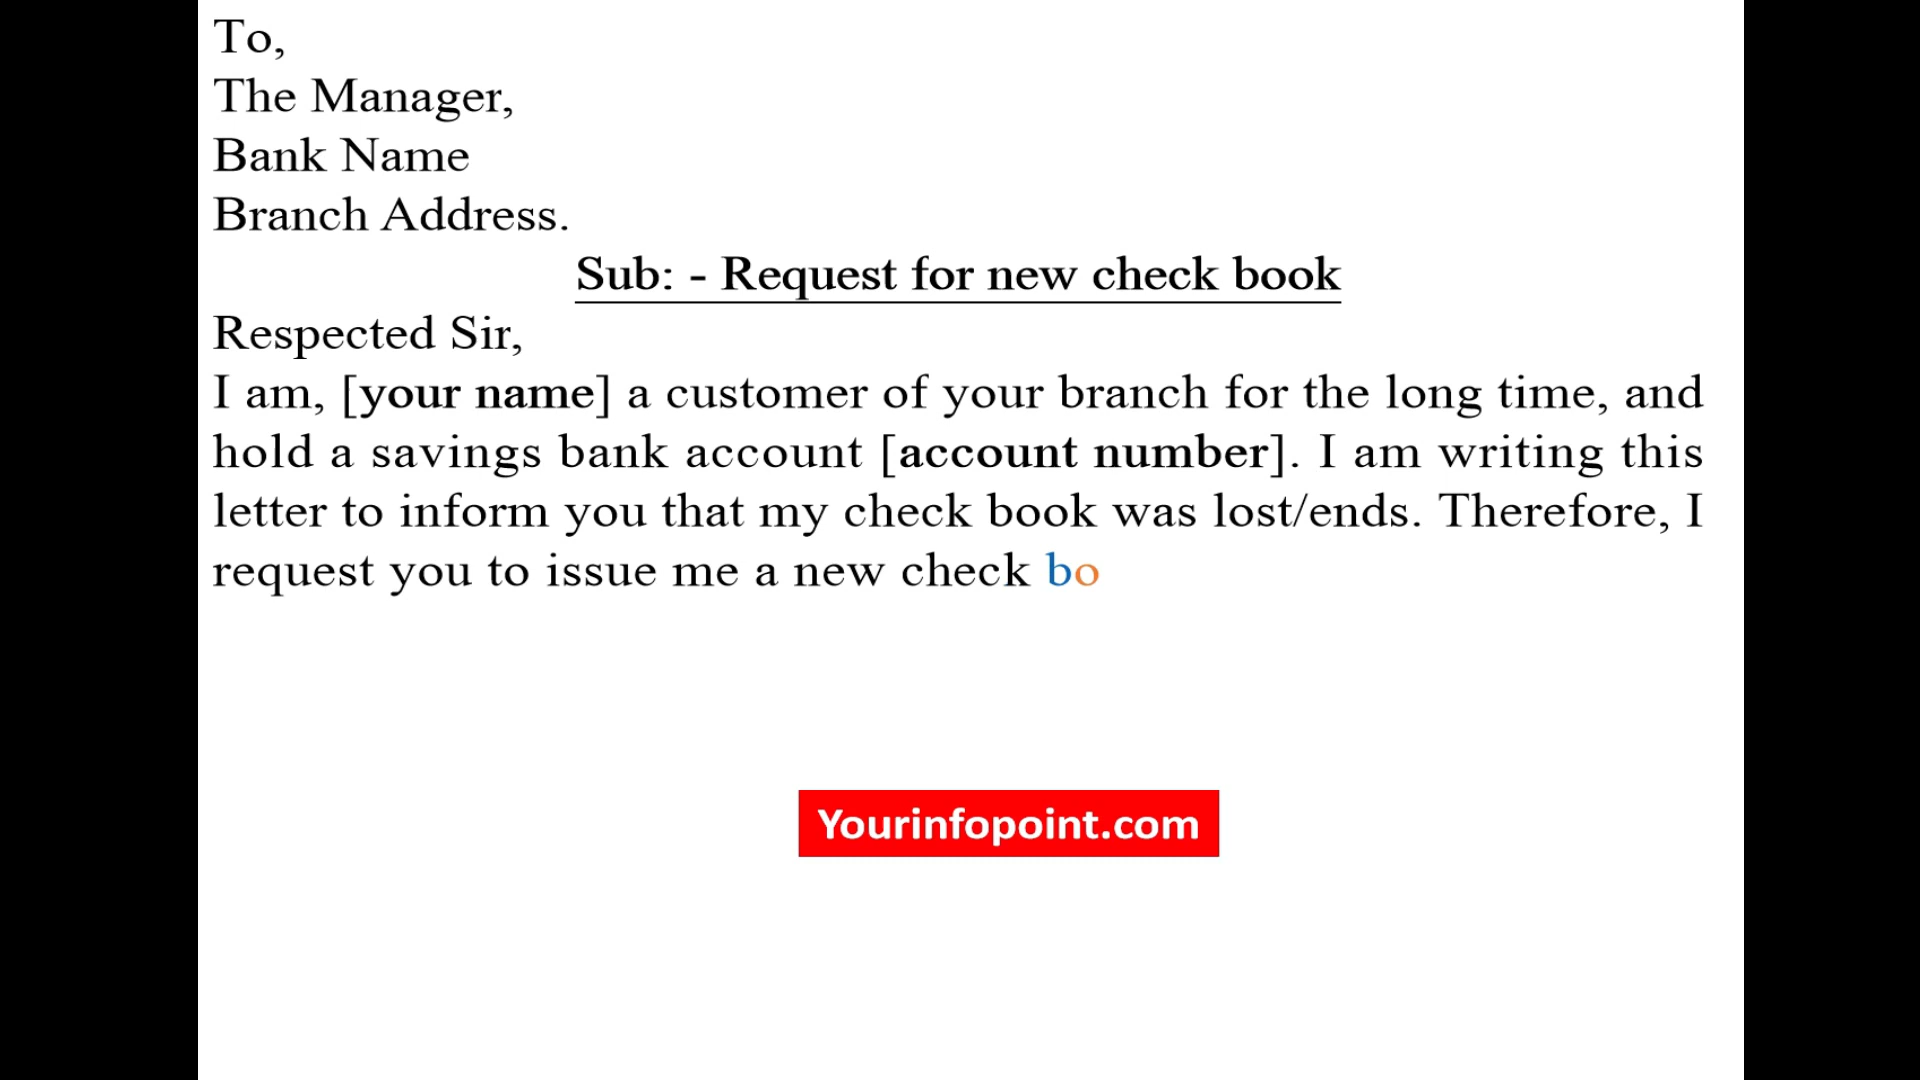 To,
The Manager,
Bank Name
Branch Address.
Sub: - Request for new check book
Respected Sir,
I am, [your name] a customer of your branch for the long time, and
hold a savings bank account [account number]. I am writing this
letter to inform you that my check book was lost/ends. Therefore, I
request you to issue me a new check bo
Yourinfopoint.com